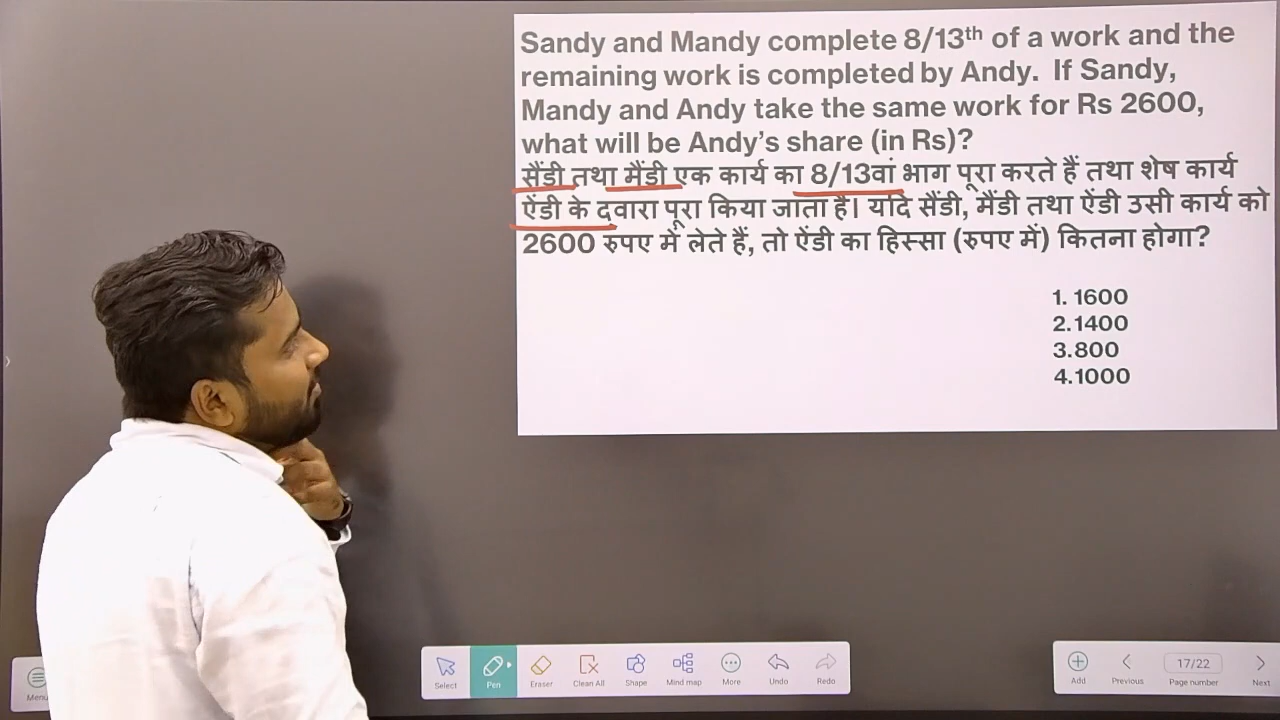 Sandy and Mandy complete 8/13th of a work and the
remaining work is completed by Andy. If Sandy,
Mandy and Andy take the same work for Rs 2600,
what will be Andy's share (in Rs)?
सैंडी तथा मैंडी एक कार्य का 8/13वां भाग पूरा करते हैं तथा शेष कार्य
ऐंडी के दवारा पूरा किया जाता है। यदि सैंडी, मैंडी तथा ऐंडी उसी कार्य को
2600 रुपए में लेते हैं, तो ऐंडी का हिस्सा (रुपए में) कितना होगा?
1. 1600
2.1400
3.800
4.1000
Menu
Select
Pen
Eraser
Clean All
Shape
Mind map
More
Undo
Redo
Add
Previous
17/22
Page number
Next